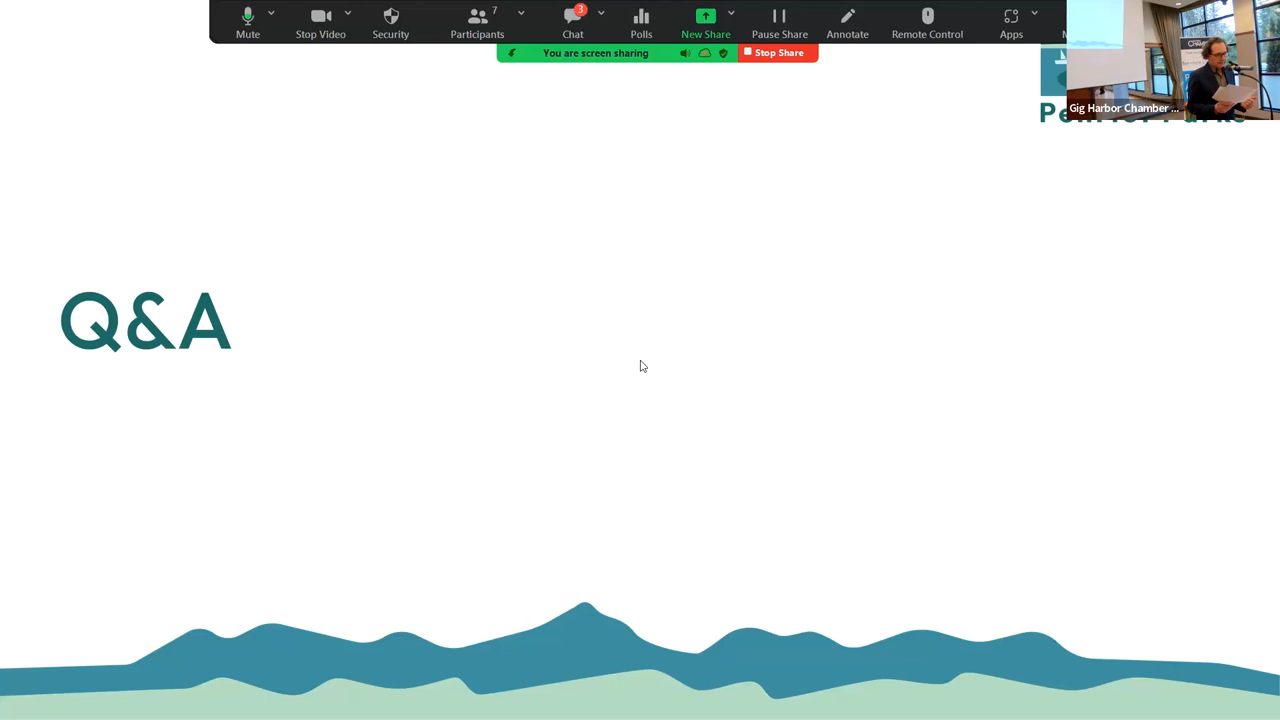 Mute
Stop Video
Security
7
Participants
3
Chat
Polls
New Share
Pause Share
Annotate
Remote Control
Apps
You are screen sharing
Stop Share
CHAM
Gig Harbor Chamber ...
Q&A